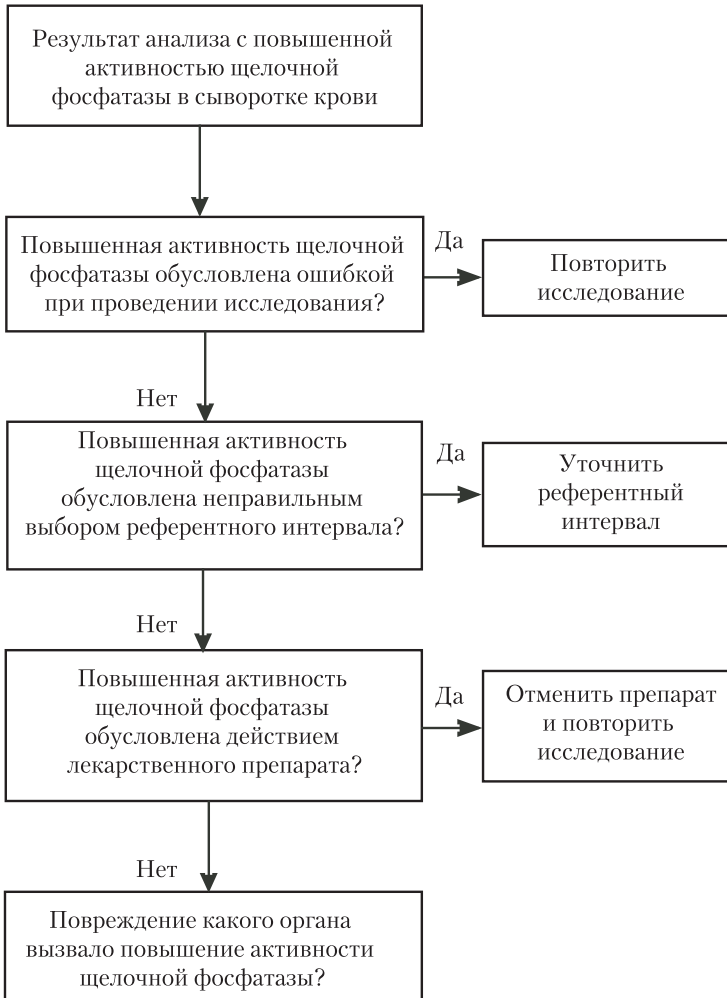 Результат анализа с повышенной
активностью щелочной
фосфатазы в сыворотке крови
Повышенная активность щелочной
фосфатазы обусловлена ошибкой
при проведении исследования?
Да
Повторить
исследование
Нет
Повышенная активность
щелочной фосфатазы
обусловлена неправильным
выбором референтного интервала?
Да
Уточнить
референтный
интервал
Нет
Повышенная активность
щелочной фосфатазы
обусловлена действием
лекарственного препарата?
Да
Отменить препарат
и повторить
исследование
Нет
Повреждение какого органа
вызвало повышение активности
щелочной фосфатазы?